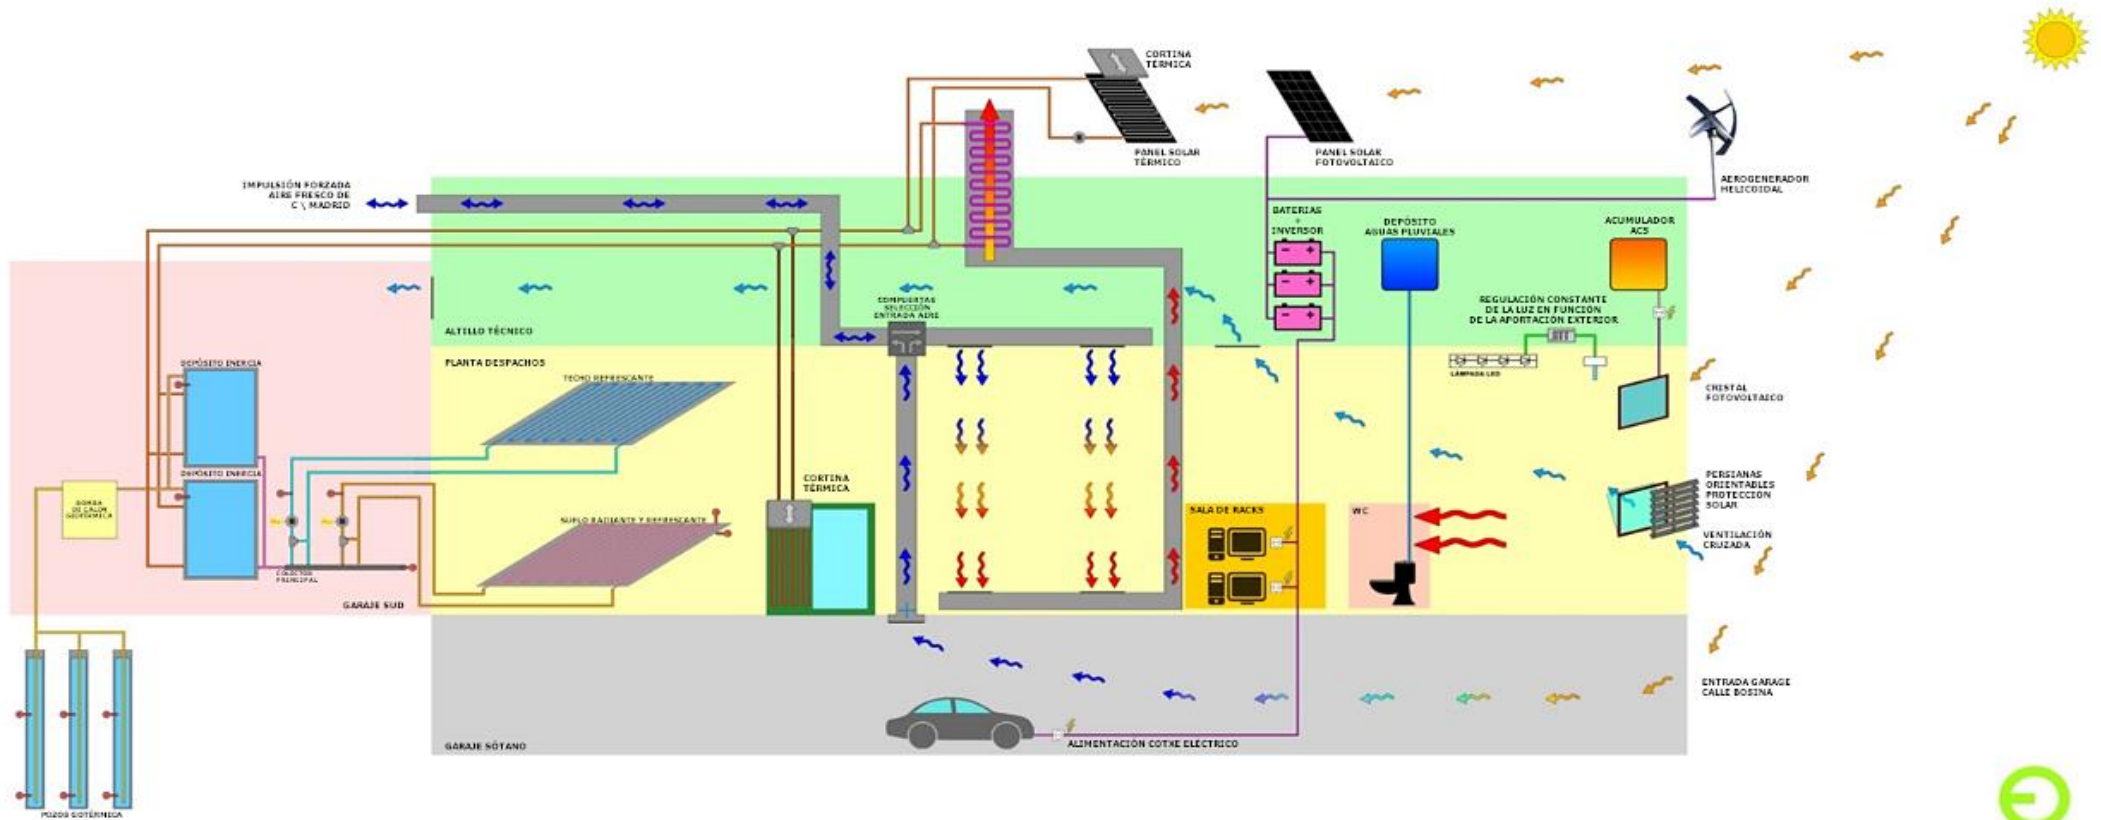 CORTINA
TÉRMICA
PANEL SOLAR
TÉRMICO
PANEL SOLAR
FOTOVOLTAICO
AEROGENERADOR
HELICOIDAL
IMPULSIÓN FORZADA
AIRE FRESCO DE
C \ MADRID
BATERIAS
+
INVERSOR
DEPÓSITO
AGUAS PLUVIALES
ACUMULADOR
ACS
REGULACIÓN CONSTANTE
DE LA LUZ EN FUNCIÓN
DE LA APORTACIÓN EXTERIOR
COMPUERTAS
SELECCIÓN
ENTRADA AIRE
ALTILLO TÉCNICO
PLANTA DESPACHOS
DEPÓSITO INERCIA
TECHO REFRESCANTE
LÁMPARA LED
CRISTAL
FOTOVOLTAICO
DEPÓSITO INERCIA
CORTINA
TÉRMICA
PERSIANAS
ORIENTABLES
PROTECCIÓN
SOLAR
BOMBA
DE CALOR
GEOTÉRMICA
SUELO RADIANTE Y REFRESCANTE
SALA DE RACKS
WC
VENTILACIÓN
CRUZADA
COLECTOR
PRINCIPAL
GARAJE SUD
ENTRADA GARAGE
CALLE BOSINA
GARAJE SÓTANO
ALIMENTACIÓN COTXE ELÉCTRICO
POZOS GOTÉRMICA